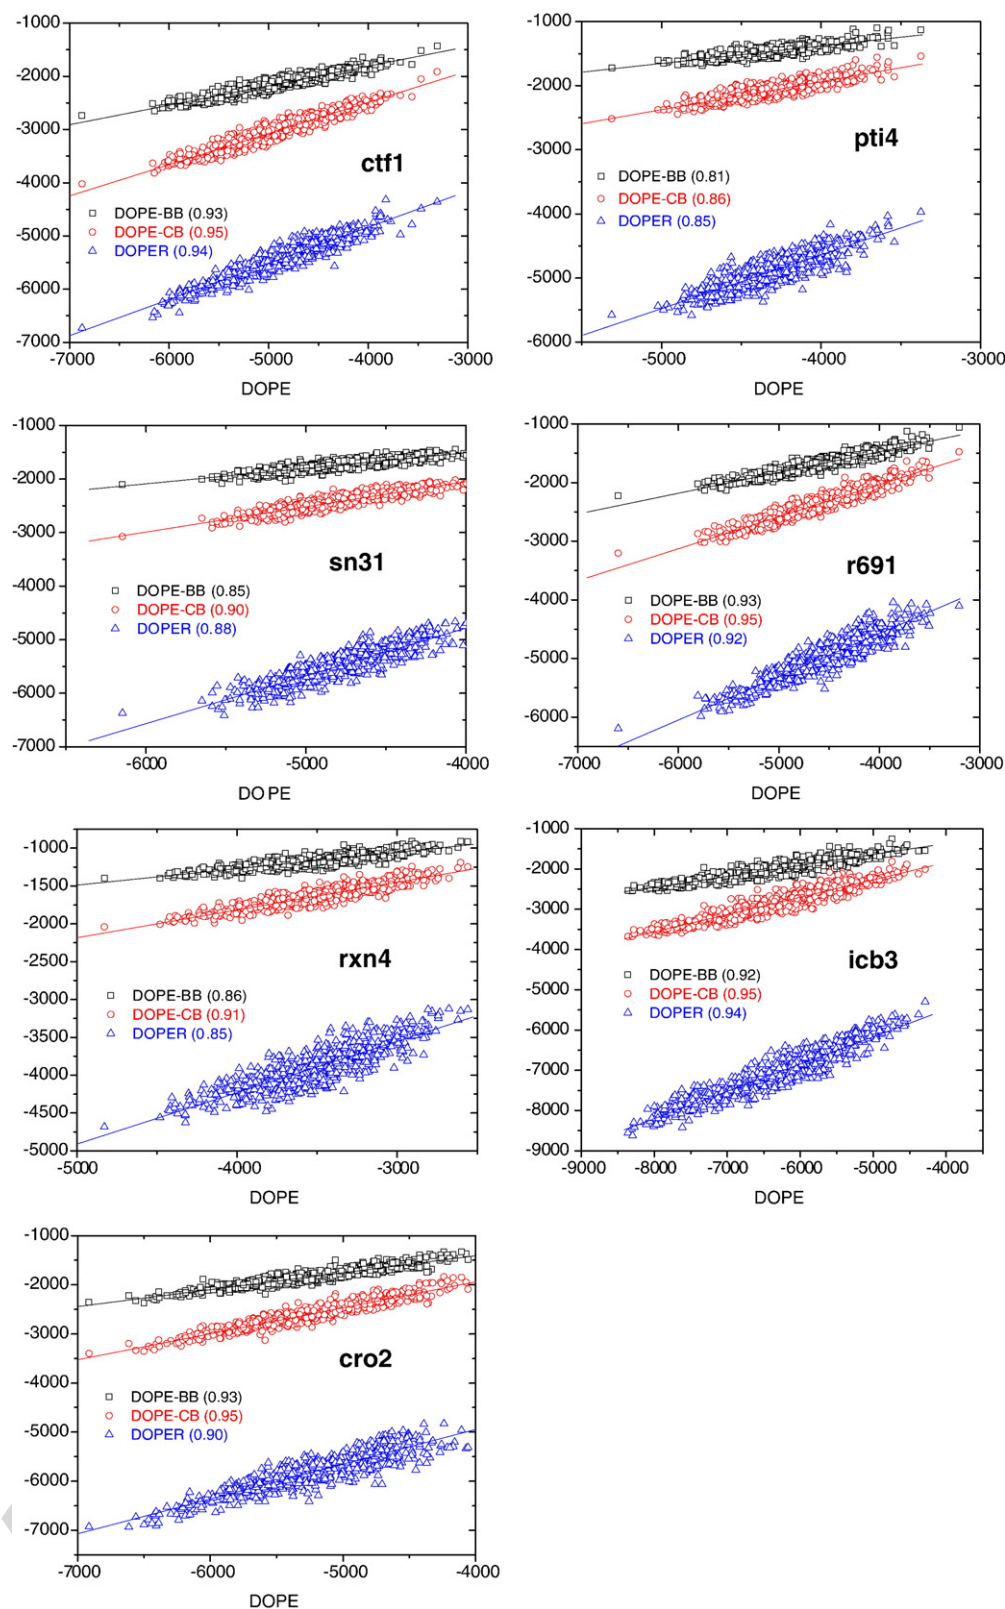 -1000
-2000
-3000
-4000
-5000
-6000
-7000
ctf1
DOPE-BB (0.93)
DOPE-CB (0.95)
DOPER (0.94)
-7000 -6000 -5000 -4000 -3000
DOPE
-1000
-2000
-3000
-4000
-5000
-6000
pti4
DOPE-BB (0.81)
DOPE-CB (0.86)
DOPER (0.85)
-5000 -4000 -3000
DOPE
-1000
-2000
-3000
-4000
-5000
-6000
-7000
sn31
DOPE-BB (0.85)
DOPE-CB (0.90)
DOPER (0.88)
-6000 -5000 -4000
DOPE
-1000
-2000
-3000
-4000
-5000
-6000
r691
DOPE-BB (0.93)
DOPE-CB (0.95)
DOPER (0.92)
-7000 -6000 -5000 -4000 -3000
DOPE
-1000
-1500
-2000
-2500
-3000
-3500
-4000
-4500
-5000
rxn4
DOPE-BB (0.86)
DOPE-CB (0.91)
DOPER (0.85)
-5000 -4000 -3000
DOPE
-1000
-2000
-3000
-4000
-5000
-6000
-7000
-8000
-9000
icb3
DOPE-BB (0.92)
DOPE-CB (0.95)
DOPER (0.94)
-9000 -8000 -7000 -6000 -5000 -4000
DOPE
-1000
-2000
-3000
-4000
-5000
-6000
-7000
cro2
DOPE-BB (0.93)
DOPE-CB (0.95)
DOPER (0.90)
-7000 -6000 -5000 -4000
DOPE